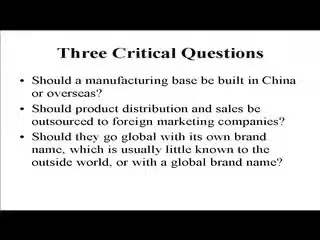 Three Critical Questions
• Should a manufacturing base be built in China
or overseas?
• Should product distribution and sales be
outsourced to foreign marketing companies?
• Should they go global with its own brand
name, which is usually little known to the
outside world, or with a global brand name?